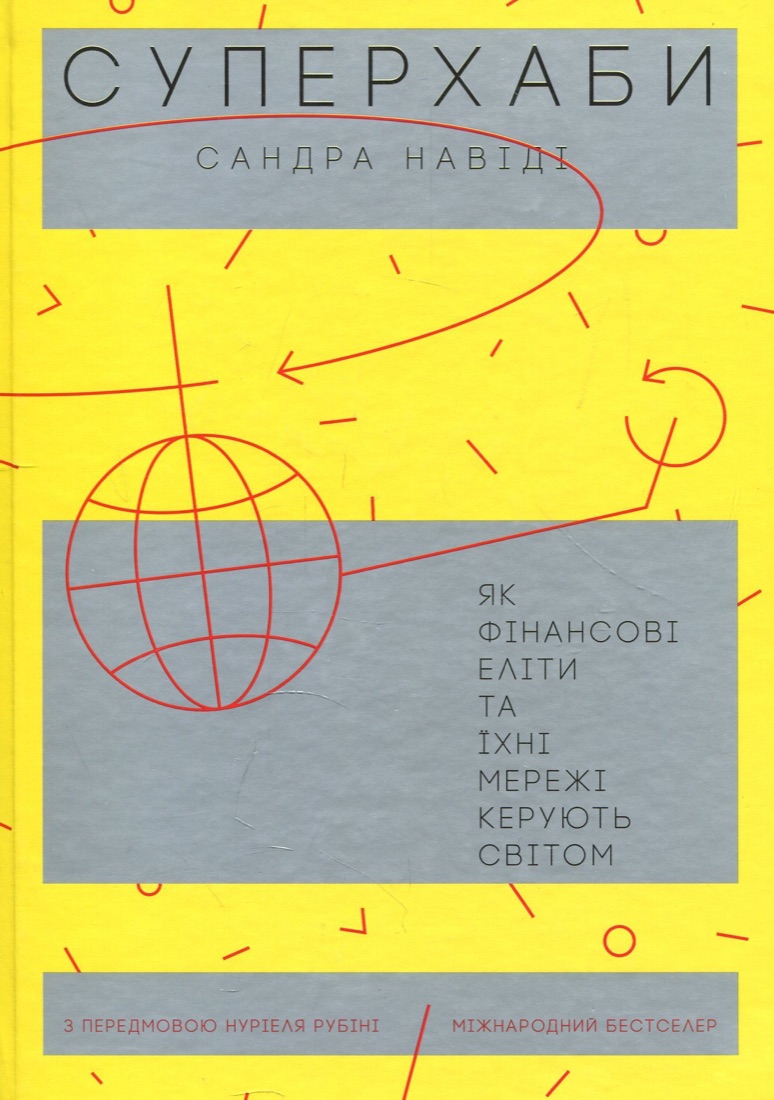 СУПЕРХАБИ
САНДРА НАВІДІ
ЯК
ФІНАНСОВІ
ЕЛІТИ
ТА
ЇХНІ
МЕРЕЖІ
КЕРУЮТЬ
СВІТОМ
З ПЕРЕДМОВОЮ НУРІЕЛЯ РУБІНІ
МІЖНАРОДНИЙ БЕСТСЕЛЕР